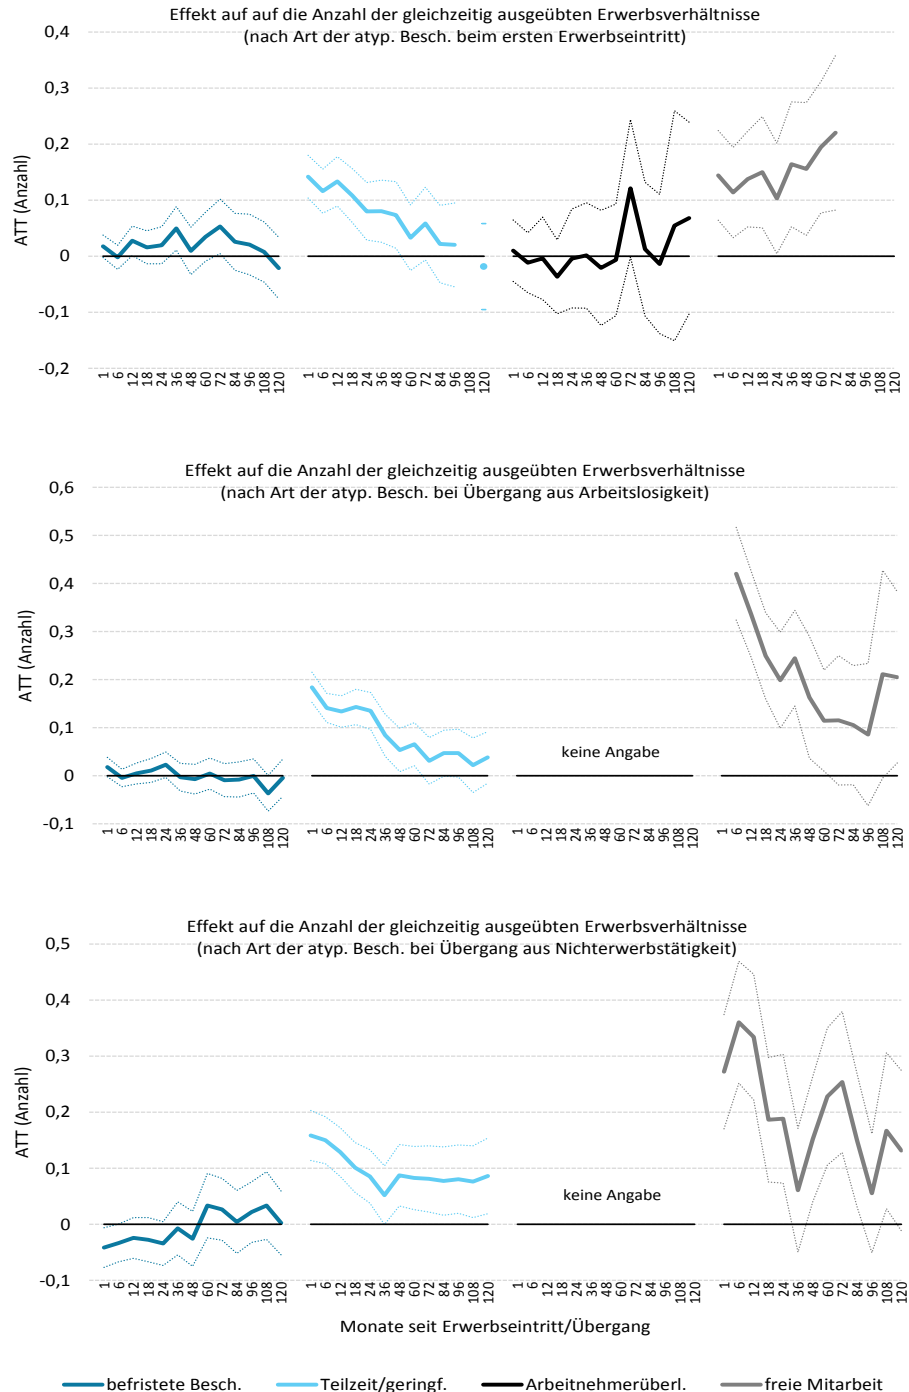 Effekt auf auf die Anzahl der gleichzeitig ausgeübten Erwerbsverhältnisse
(nach Art der atyp. Besch. beim ersten Erwerbseintritt)
0,4
0,3
0,2
0,1
0
-0,1
-0,2
ATT (Anzahl)
1 6 12 18 24 36 48 60 72 84 96 108 120
1 6 12 18 24 36 48 60 72 84 96 108 120
1 6 12 18 24 36 48 60 72 84 96 108 120
1 6 12 18 24 36 48 60 72 84 96 108 120
Effekt auf die Anzahl der gleichzeitig ausgeübten Erwerbsverhältnisse
(nach Art der atyp. Besch. bei Übergang aus Arbeitslosigkeit)
0,6
0,5
0,4
0,3
0,2
0,1
0
-0,1
ATT (Anzahl)
keine Angabe
1 6 12 18 24 36 48 60 72 84 96 108 120
1 6 12 18 24 36 48 60 72 84 96 108 120
1 6 12 18 24 36 48 60 72 84 96 108 120
1 6 12 18 24 36 48 60 72 84 96 108 120
Effekt auf die Anzahl der gleichzeitig ausgeübten Erwerbsverhältnisse
(nach Art der atyp. Besch. bei Übergang aus Nichterwerbstätigkeit)
0,5
0,4
0,3
0,2
0,1
0
-0,1
ATT (Anzahl)
keine Angabe
1 6 12 18 24 36 48 60 72 84 96 108 120
1 6 12 18 24 36 48 60 72 84 96 108 120
1 6 12 18 24 36 48 60 72 84 96 108 120
1 6 12 18 24 36 48 60 72 84 96 108 120
Monate seit Erwerbseintritt/Übergang
befristete Besch. Teilzeit/geringf. Arbeitnehmerüberl. freie Mitarbeit